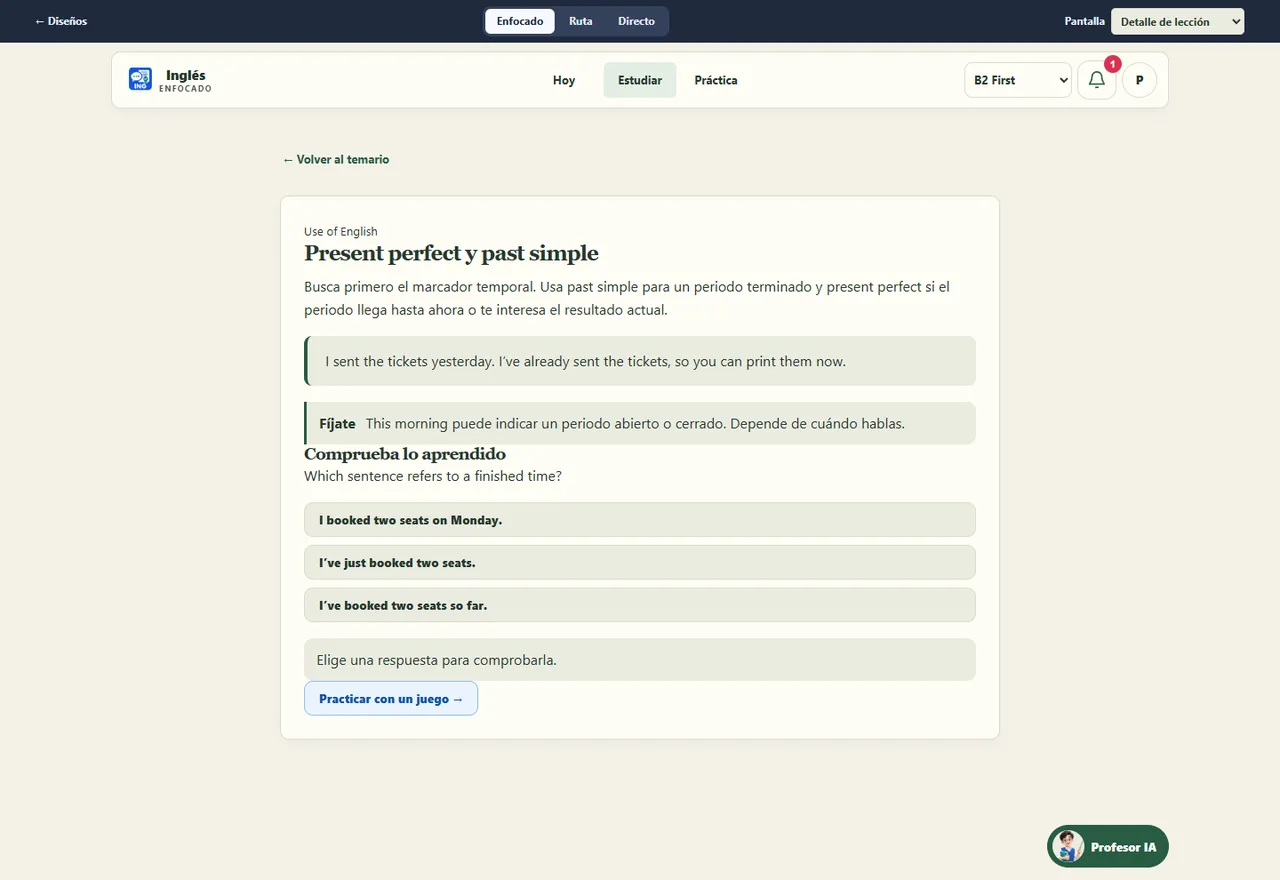 ← Diseños
Enfocado
Ruta
Directo
Pantalla
Detalle de lección
ING
Inglés
ENFOCADO
Hoy
Estudiar
Práctica
B2 First
1
P
← Volver al temario
Use of English
Present perfect y past simple
Busca primero el marcador temporal. Usa past simple para un periodo terminado y present perfect si el
periodo llega hasta ahora o te interesa el resultado actual.
I sent the tickets yesterday. I’ve already sent the tickets, so you can print them now.
Fíjate This morning puede indicar un periodo abierto o cerrado. Depende de cuándo hablas.
Comprueba lo aprendido
Which sentence refers to a finished time?
I booked two seats on Monday.
I’ve just booked two seats.
I’ve booked two seats so far.
Elige una respuesta para comprobarla.
Practicar con un juego →
Profesor IA